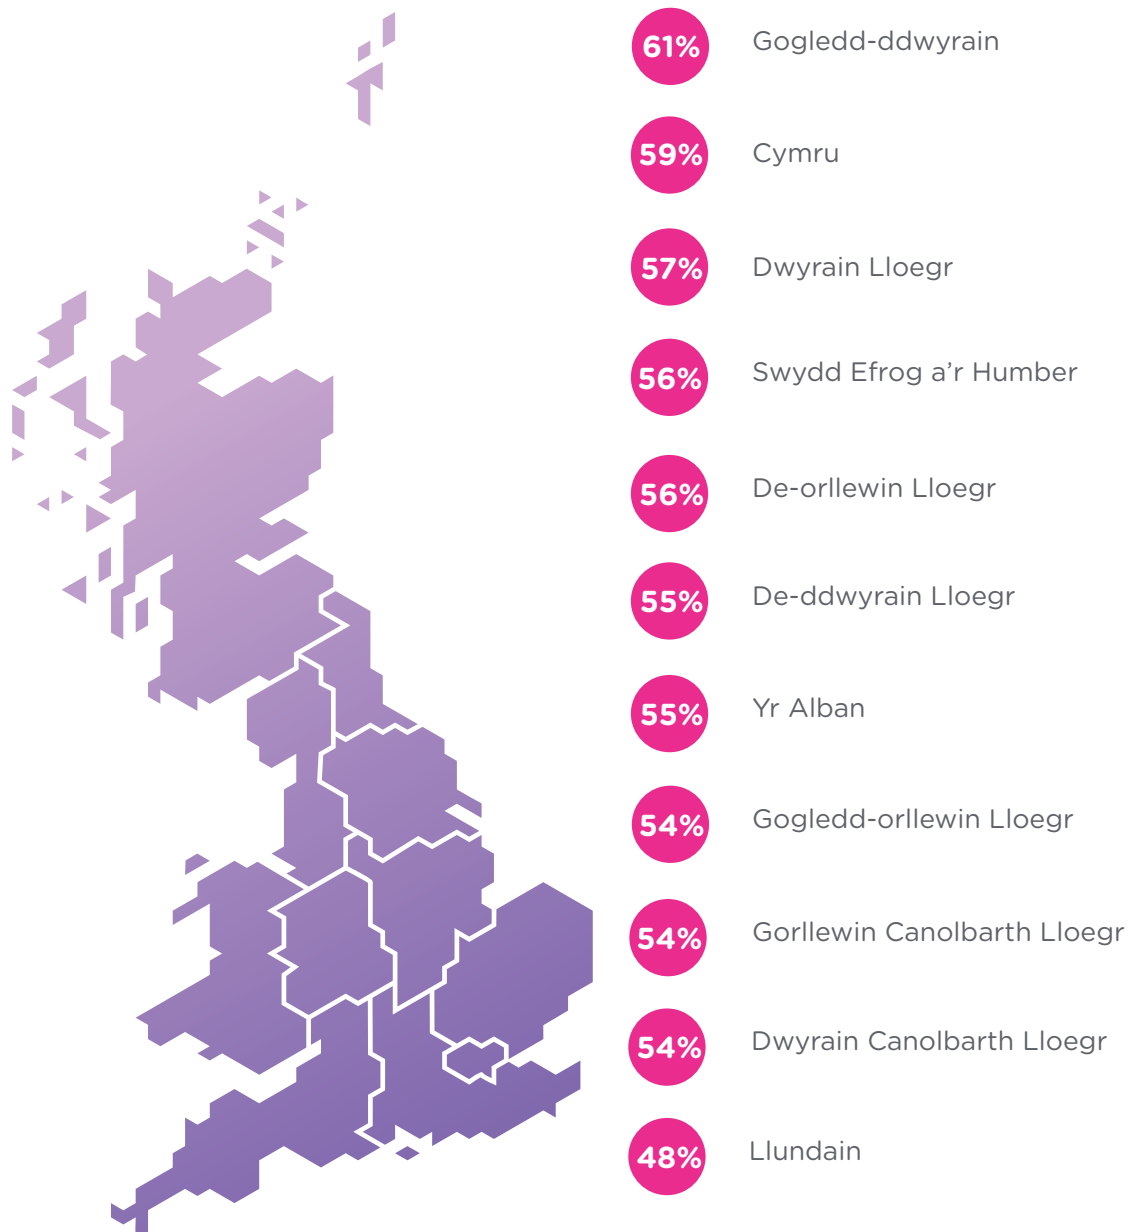 61% Gogledd-ddwyrain
59% Cymru
57% Dwyrain Lloegr
56% Swydd Efrog a’r Humber
56% De-orllewin Lloegr
55% De-ddwyrain Lloegr
55% Yr Alban
54% Gogledd-orllewin Lloegr
54% Gorllewin Canolbarth Lloegr
54% Dwyrain Canolbarth Lloegr
48% Llundain